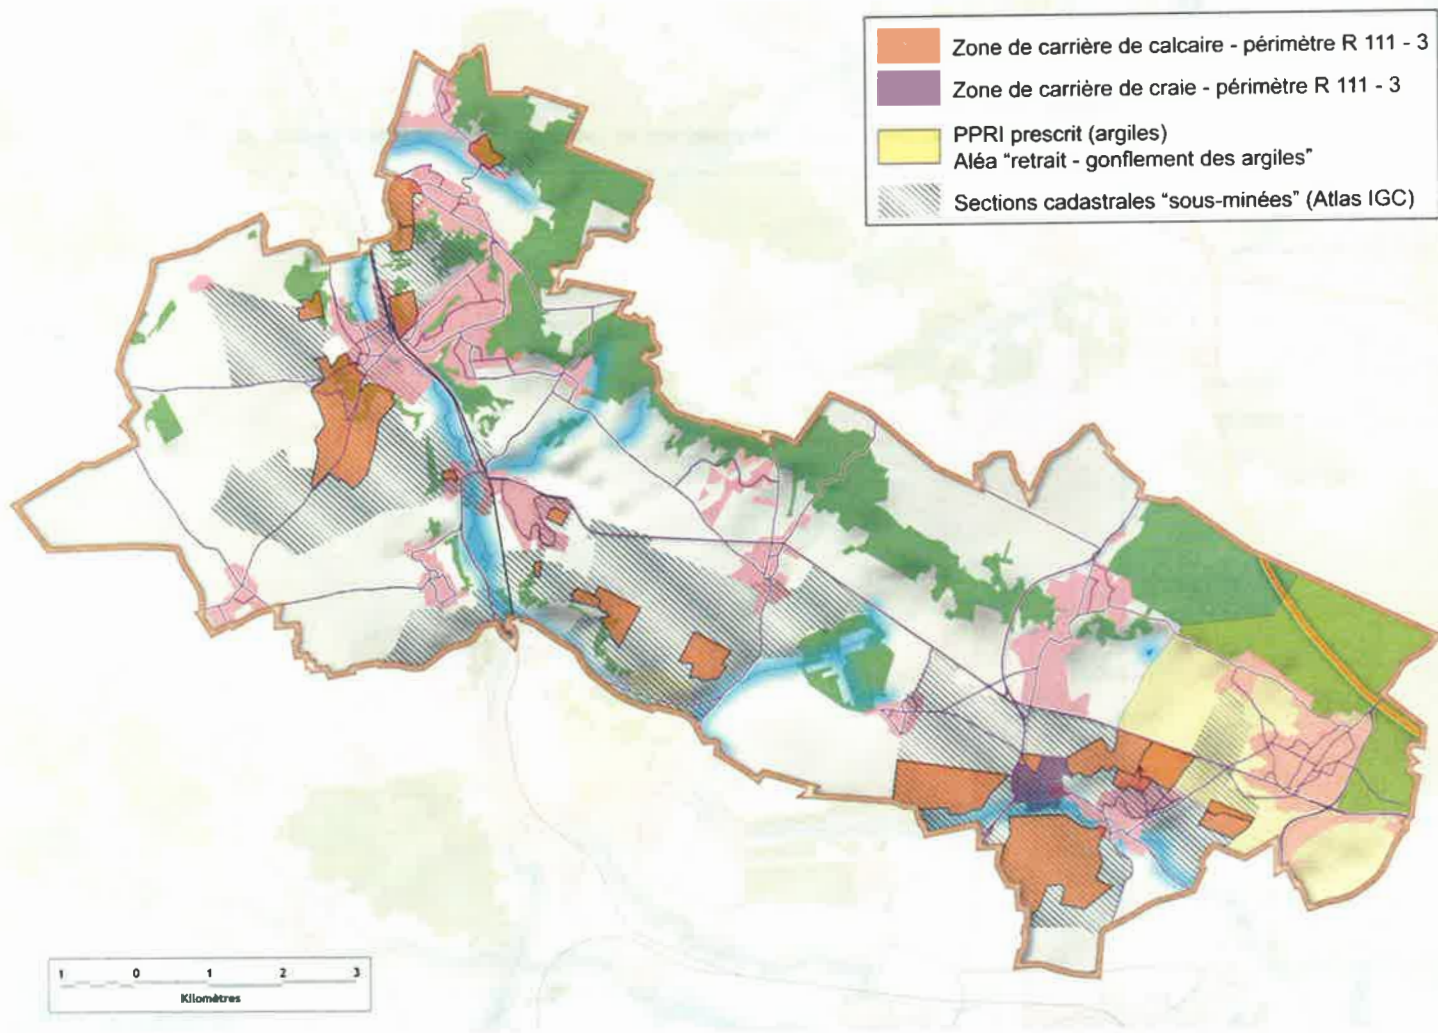 Zone de carrière de calcaire - périmètre R 111 - 3
Zone de carrière de craie - périmètre R 111 - 3
PPRI prescrit (argiles)
Aléa “retrait - gonflement des argiles”
Sections cadastrales “sous-minées” (Atlas IGC)
1 0 1 2 3
Kilomètres